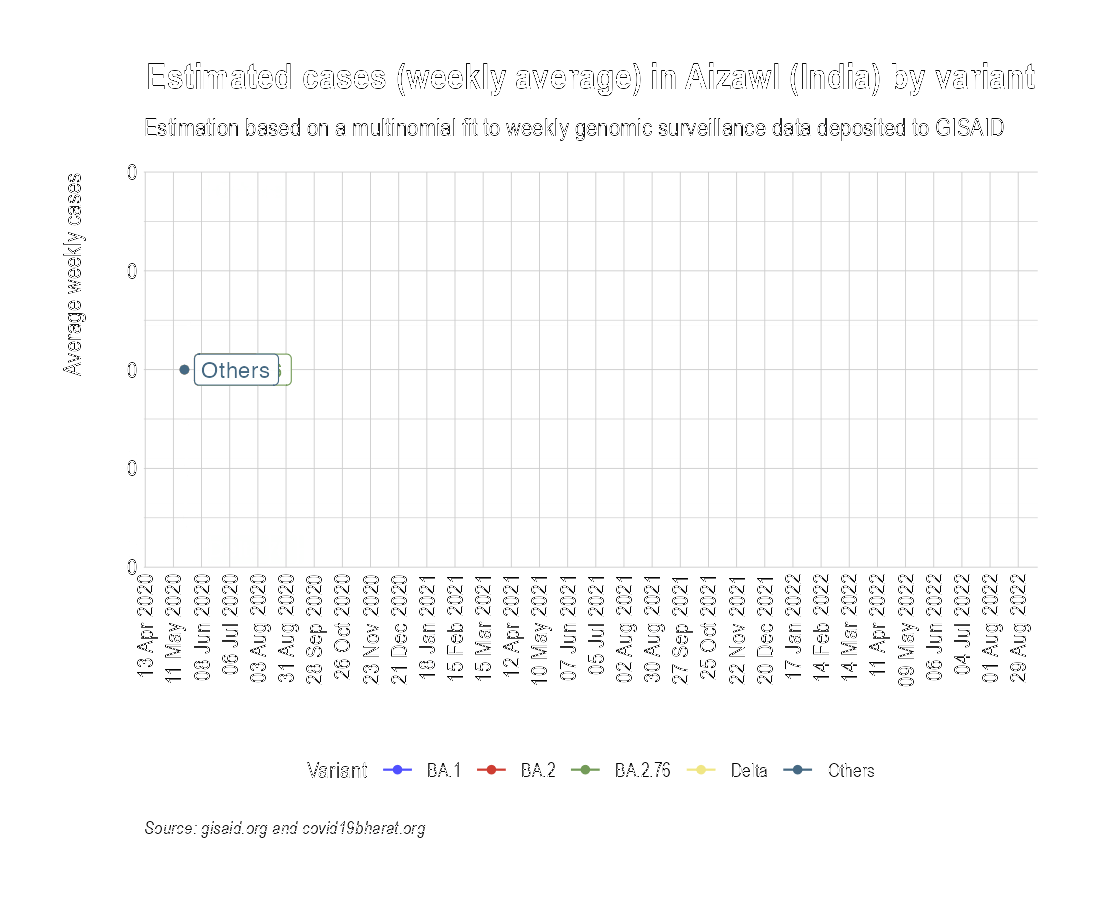 Estimated cases (weekly average) in Aizawl (India) by variant
Estimation based on a multinomial fit to weekly genomic surveillance data deposited to GISAID
Average weekly cases
0
0
0
0
0
Others
13 Apr 2020
11 May 2020
08 Jun 2020
06 Jul 2020
03 Aug 2020
31 Aug 2020
28 Sep 2020
26 Oct 2020
23 Nov 2020
21 Dec 2020
18 Jan 2021
15 Feb 2021
15 Mar 2021
12 Apr 2021
10 May 2021
07 Jun 2021
05 Jul 2021
02 Aug 2021
30 Aug 2021
27 Sep 2021
25 Oct 2021
22 Nov 2021
20 Dec 2021
17 Jan 2022
14 Feb 2022
14 Mar 2022
11 Apr 2022
09 May 2022
06 Jun 2022
04 Jul 2022
01 Aug 2022
29 Aug 2022
Variant BA.1 BA.2 BA.2.76 Delta Others
Source: gisaid.org and covid19bharat.org